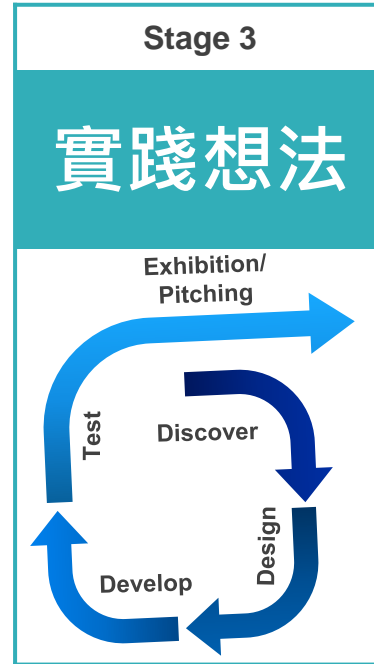 Stage 3
實踐想法
Exhibition/
Pitching
Discover
Design
Develop
Test